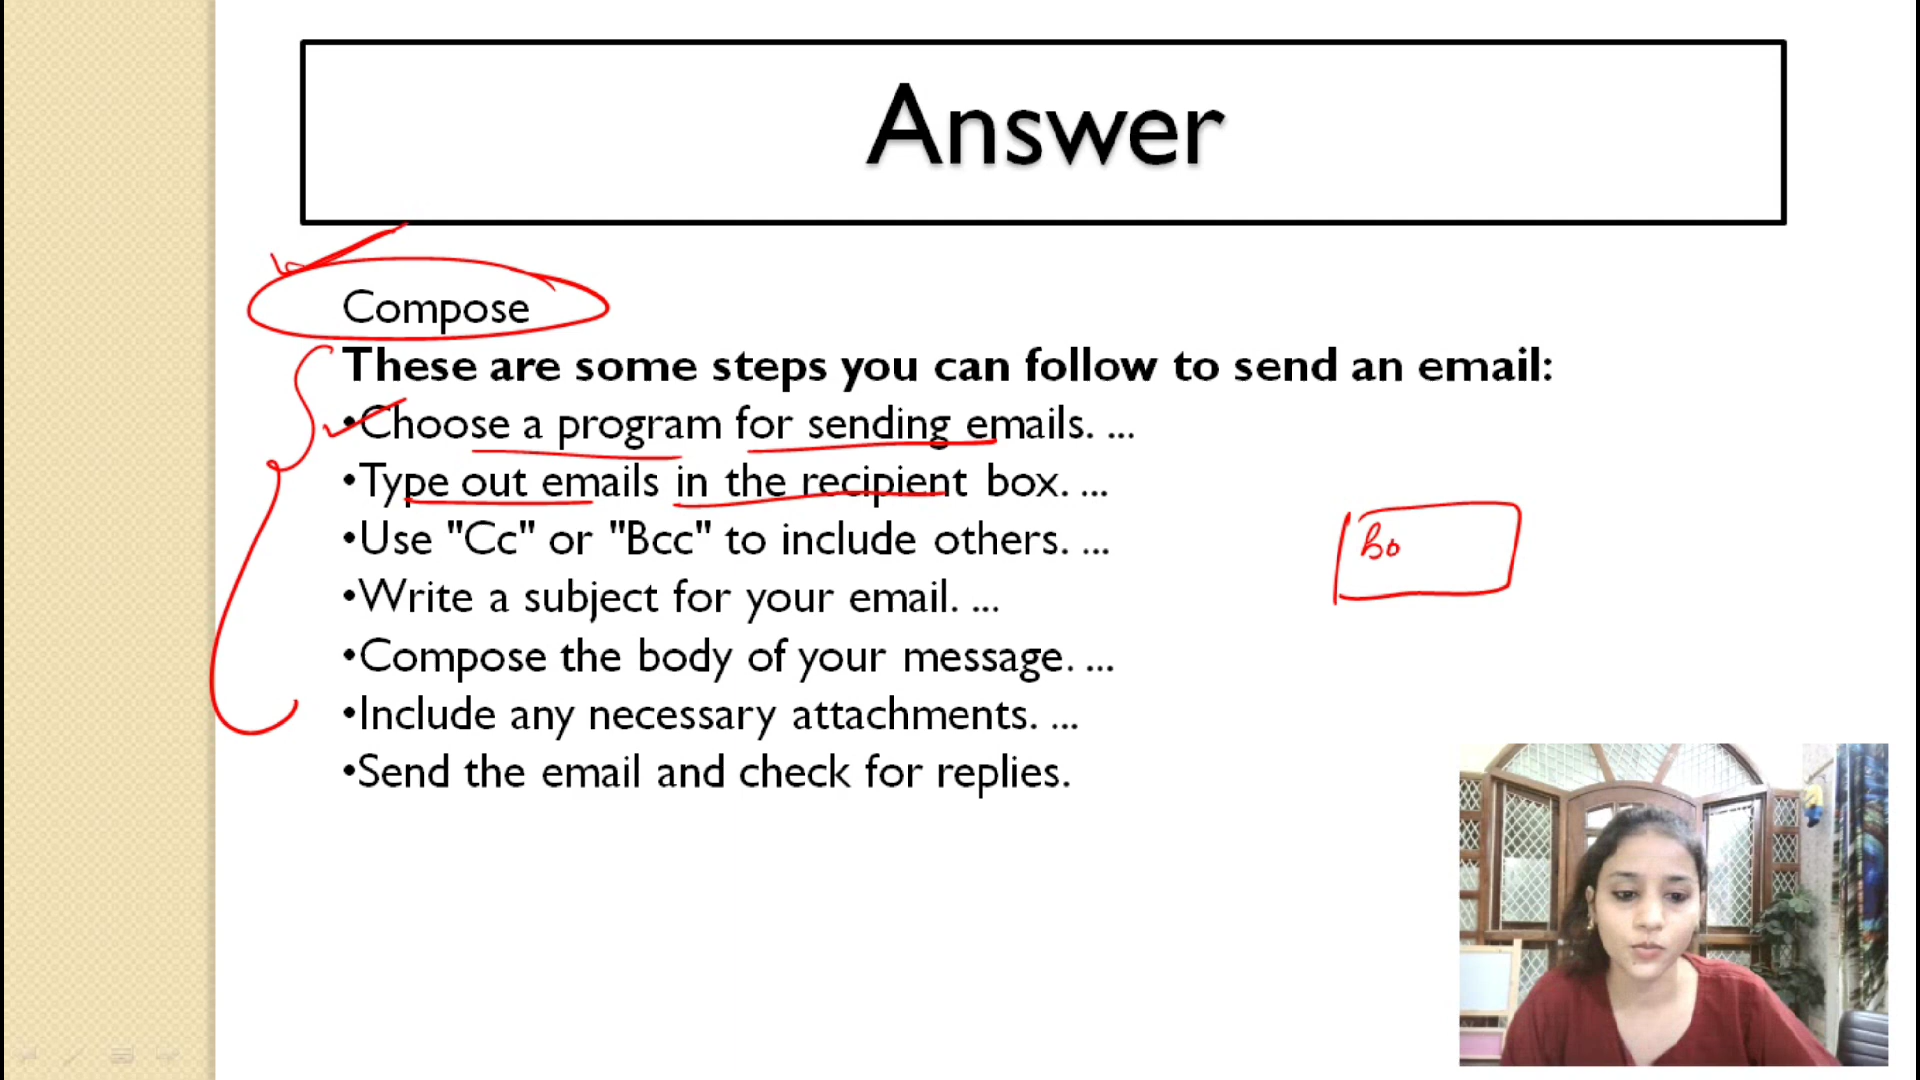 Answer
Compose
These are some steps you can follow to send an email:
•Choose a program for sending emails. ...
•Type out emails in the recipient box. ...
•Use "Cc" or "Bcc" to include others. ...
•Write a subject for your email. ...
•Compose the body of your message. ...
•Include any necessary attachments. ...
•Send the email and check for replies.